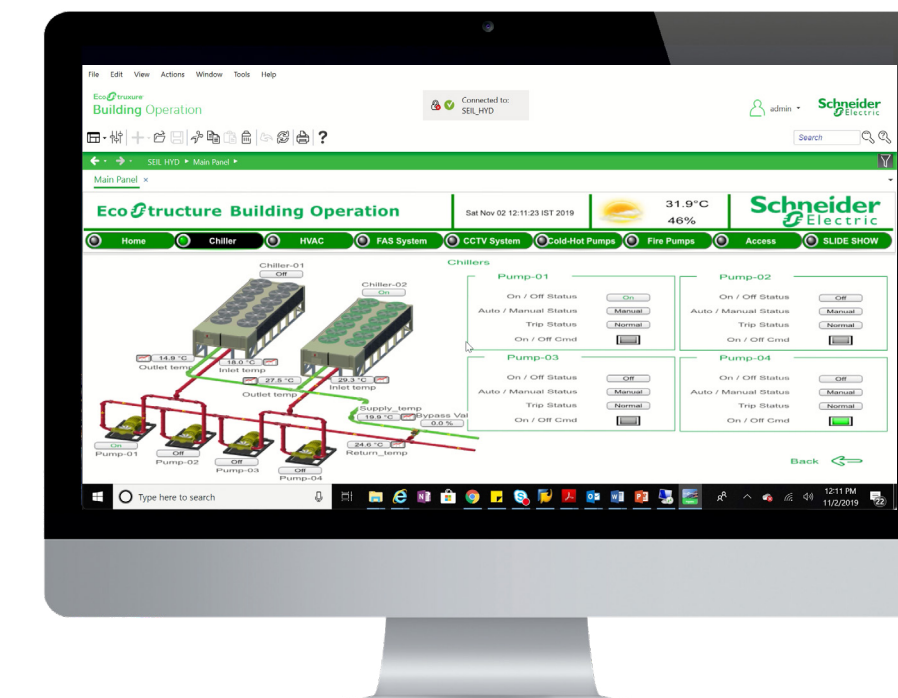 File Edit View Actions Window Tools Help
EcoStruxure
Building Operation
Connected to:
SEIL_HYD
admin
Schneider
Electric
Search
?
SEIL HYD Main Panel
Main Panel ×
EcoStructure Building Operation
Sat Nov 02 12:11:23 IST 2019
31.9°C
46%
Schneider
Electric
Home Chiller HVAC FAS System CCTV System Cold-Hot Pumps Fire Pumps Access SLIDE SHOW
Chillers
Chiller-01
Off
Chiller-02
On
14.9 °C
Outlet temp
18.0 °C
Inlet temp
27.5 °C
Outlet temp
29.3 °C
Inlet temp
Supply_temp
19.9 °C
Bypass Val
0.0 %
24.6 °C
Return_temp
On
Pump-01
Off
Pump-02
Off
Pump-03
Off
Pump-04
Pump-01
On / Off Status On
Auto / Manual Status Manual
Trip Status Normal
On / Off Cmd
Pump-02
On / Off Status Off
Auto / Manual Status Manual
Trip Status Normal
On / Off Cmd
Pump-03
On / Off Status Off
Auto / Manual Status Manual
Trip Status Normal
On / Off Cmd
Pump-04
On / Off Status Off
Auto / Manual Status Manual
Trip Status Normal
On / Off Cmd
Back
Type here to search
12:11 PM
11/2/2019
22